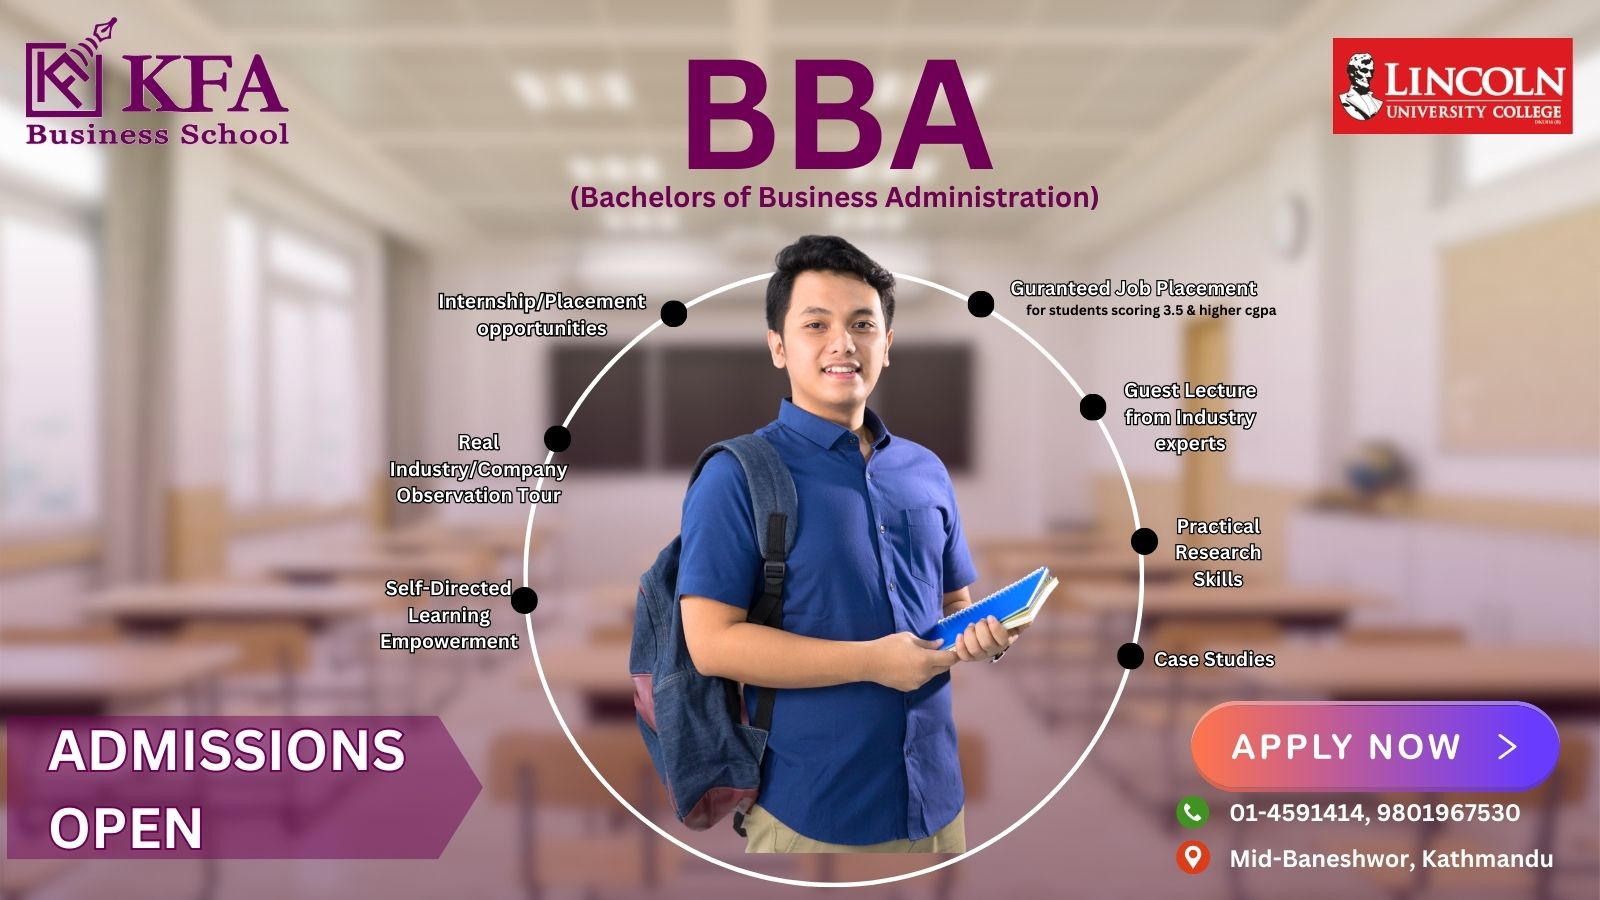 KFA
Business School
BBA
(Bachelors of Business Administration)
LINCOLN
UNIVERSITY COLLEGE
Internship/Placement
opportunities
Real
Industry/Company
Observation Tour
Self-Directed
Learning
Empowerment
Guranteed Job Placement
for students scoring 3.5 & higher cgpa
Guest Lecture
from Industry
experts
Practical
Research
Skills
Case Studies
ADMISSIONS
OPEN
APPLY NOW >
01-4591414, 9801967530
Mid-Baneshwor, Kathmandu